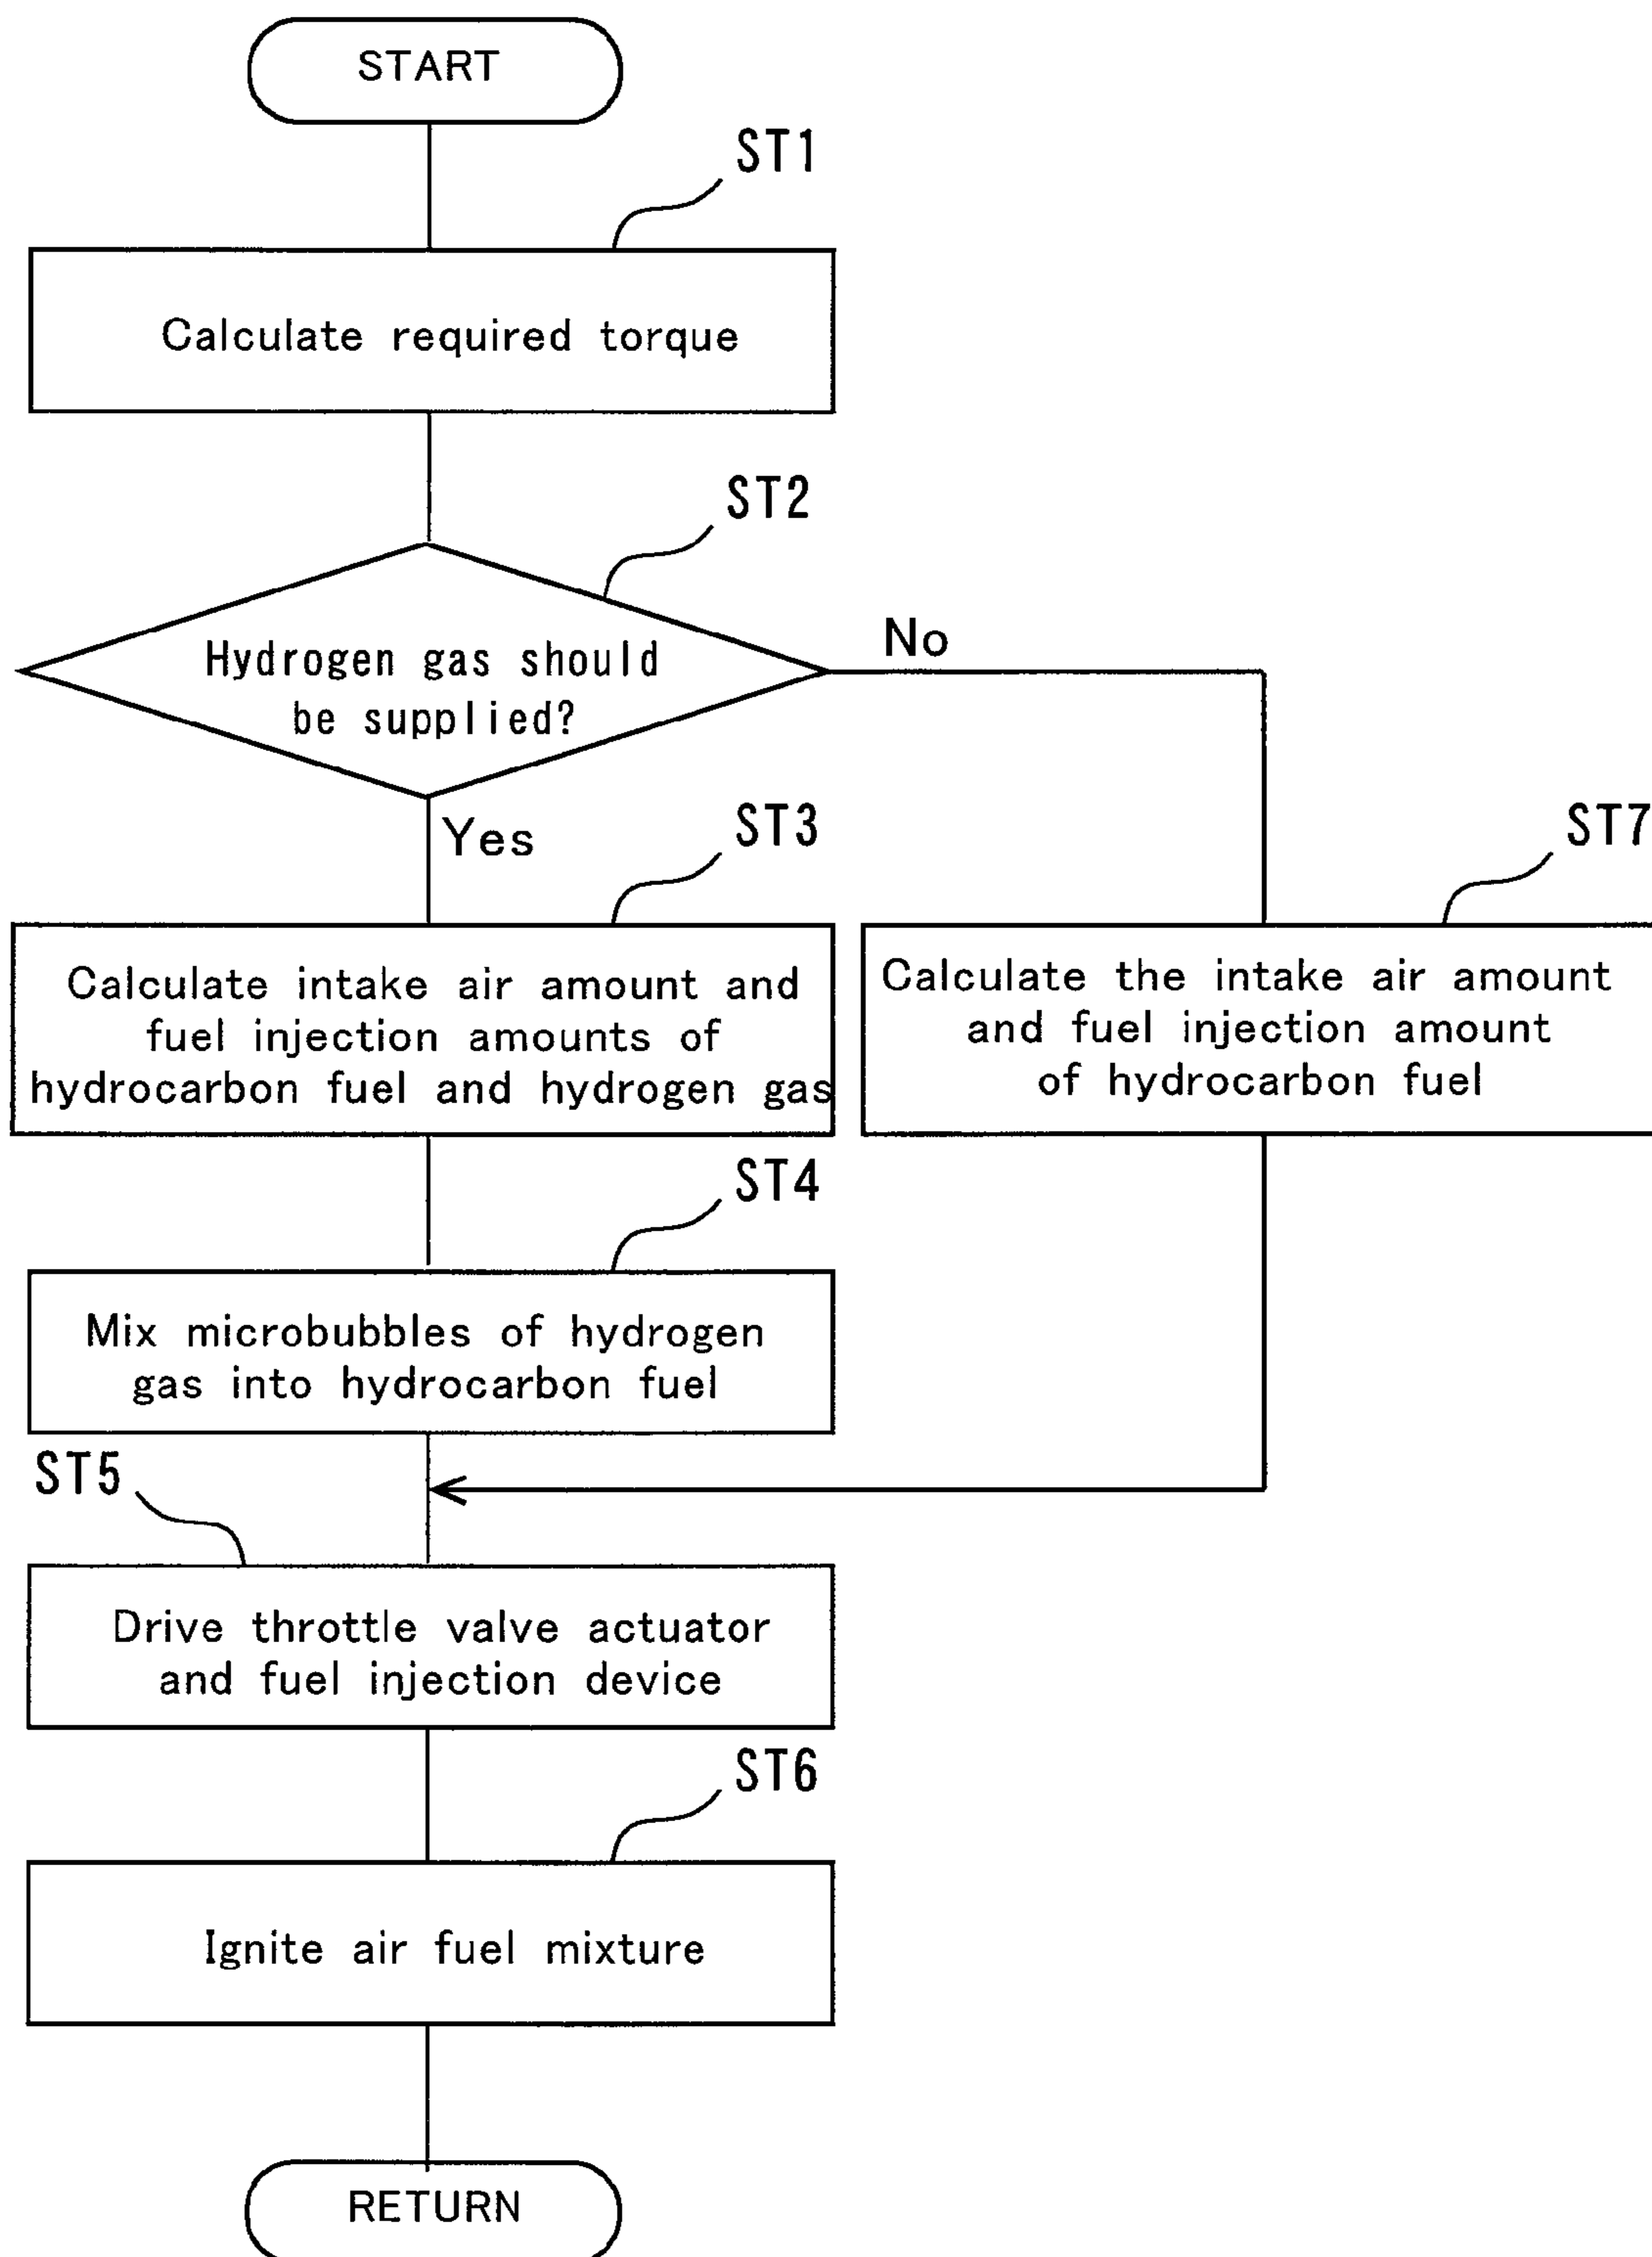 START
ST1
Calculate required torque
ST2
Hydrogen gas should
be supplied?
No
Yes
ST3
Calculate intake air amount and
fuel injection amounts of
hydrocarbon fuel and hydrogen gas
ST7
Calculate the intake air amount
and fuel injection amount
of hydrocarbon fuel
ST4
Mix microbubbles of hydrogen
gas into hydrocarbon fuel
ST5
Drive throttle valve actuator
and fuel injection device
ST6
Ignite air fuel mixture
RETURN